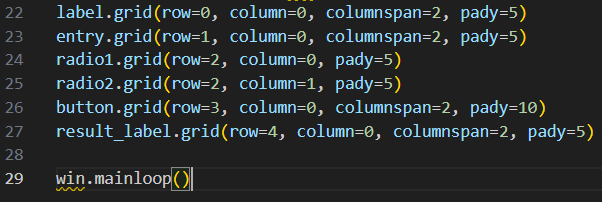 22 label.grid(row=0, column=0, columnspan=2, pady=5)
23 entry.grid(row=1, column=0, columnspan=2, pady=5)
24 radio1.grid(row=2, column=0, pady=5)
25 radio2.grid(row=2, column=1, pady=5)
26 button.grid(row=3, column=0, columnspan=2, pady=10)
27 result_label.grid(row=4, column=0, columnspan=2, pady=5)
28
29 win.mainloop()